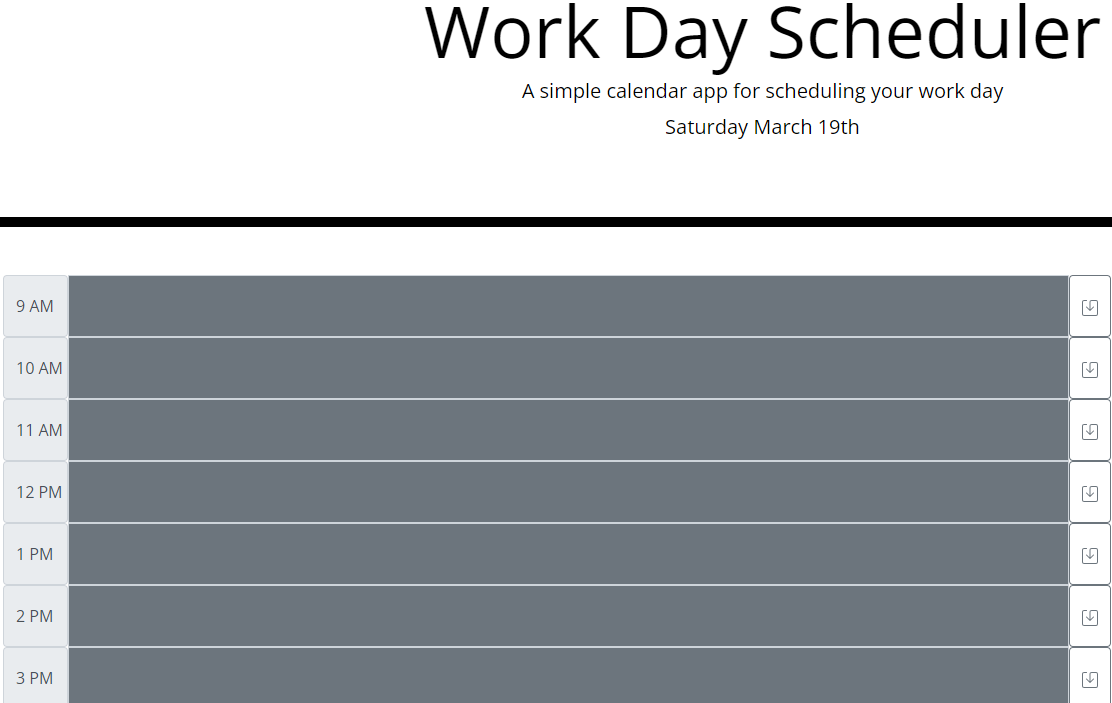 Work Day Scheduler
A simple calendar app for scheduling your work day
Saturday March 19th
9 AM
10 AM
11 AM
12 PM
1 PM
2 PM
3 PM